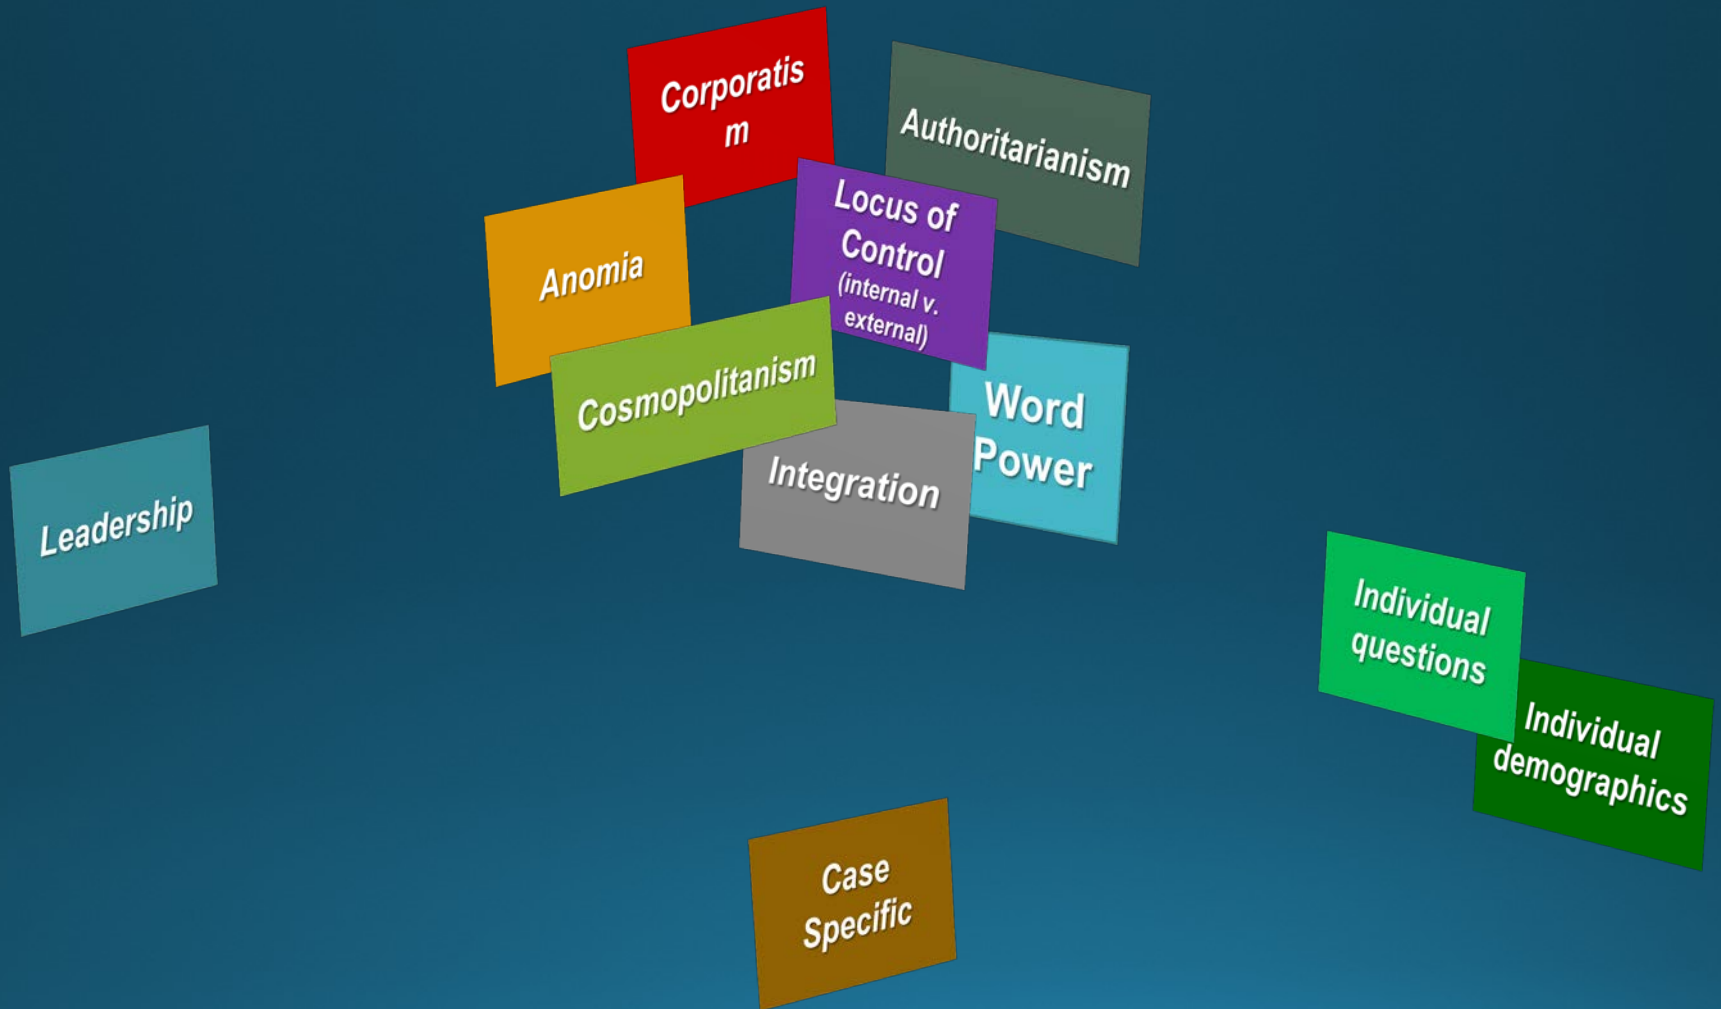 Corporatis
m
Authoritarianism
Locus of
Control
(internal v.
external)
Anomia
Cosmopolitanism
Word
Power
Integration
Leadership
Individual
questions
Individual
demographics
Case
Specific